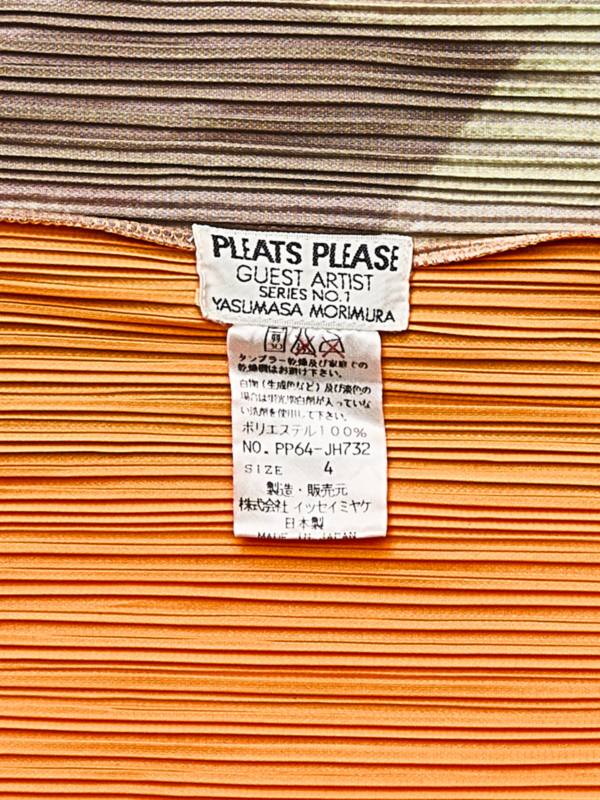 PLEATS PLEASE
GUEST ARTIST
SERIES NO.1
YASUMASA MORIMURA
タンブラー乾燥及び家庭での
乾燥機はお避け下さい。
白物(生成色など)及び淡色の
場合は蛍光増白剤が入っていな
い洗剤を使用して下さい。
ポリエステル100%
NO. PP64-JH732
SIZE 4
製造・販売元
株式会社 イッセイミヤケ
日本製
MADE IN JAPAN